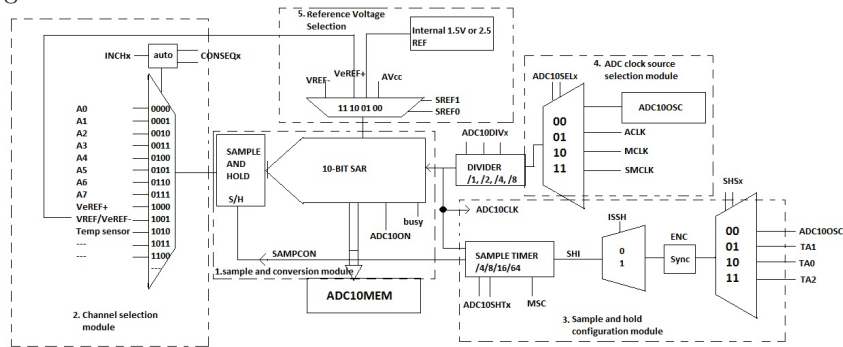 5. Reference Voltage
Selection
Internal 1.5V or 2.5
REF
INCHx
auto
CONSEQx
VREF-
VeREF+
AVcc
11 10 01 00
SREF1
SREF0
4. ADC clock source
selection module
ADC10SELx
ADC10OSC
00
01
10
11
ACLK
MCLK
SMCLK
A0 0000
A1 0001
A2 0010
A3 0011
A4 0100
A5 0101
A6 0110
A7 0111
VeREF+ 1000
VREF/VeREF- 1001
Temp sensor 1010
--- 1011
--- 1100
----
SAMPLE
AND
HOLD
S/H
10-BIT SAR
busy
ADC10ON
ADC10DIVx
DIVIDER
/1, /2, /4, /8
ADC10CLK
SAMPCON
1.sample and conversion module
ADC10MEM
2. Channel selection
module
SAMPLE TIMER
/4/8/16/64
ADC10SHTx
MSC
SHI
ISSH
0
1
ENC
Sync
SHSx
00
01
10
11
ADC10OSC
TA1
TA0
TA2
3. Sample and hold
configuration module